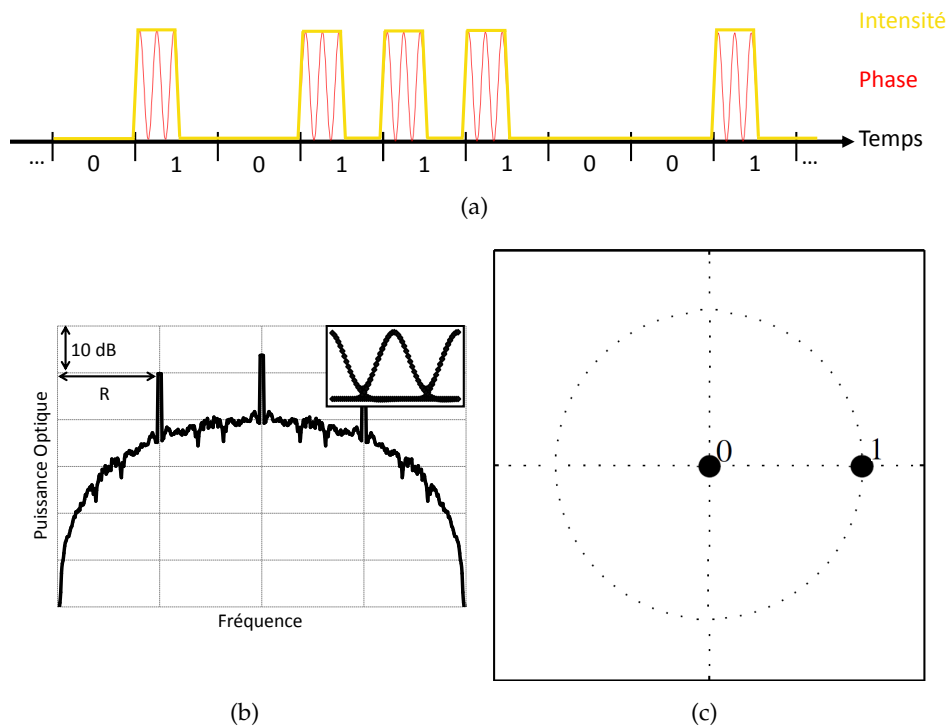 Intensité
Phase
Temps
... 0 1 0 1 1 1 0 0 1 ...
(a)
10 dB
R
Puissance Optique
Fréquence
(b)
0
1
(c)